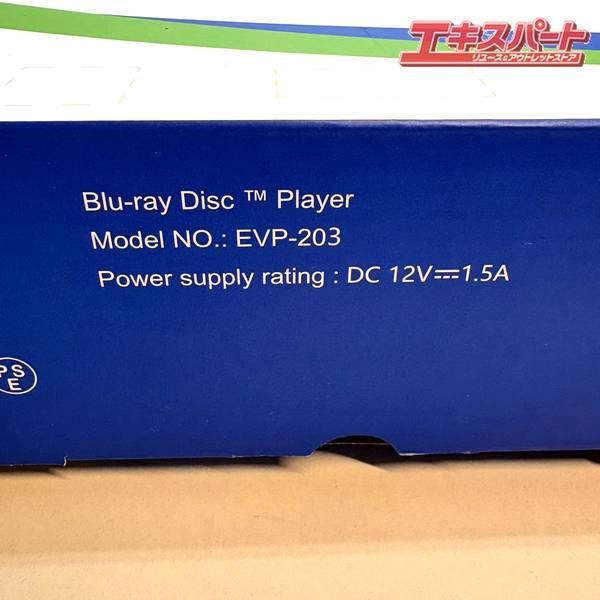 エキスパート
リユース&アウトレットストア
Blu-ray Disc ™ Player
Model NO.: EVP-203
Power supply rating : DC 12V⎓1.5A
PS
E